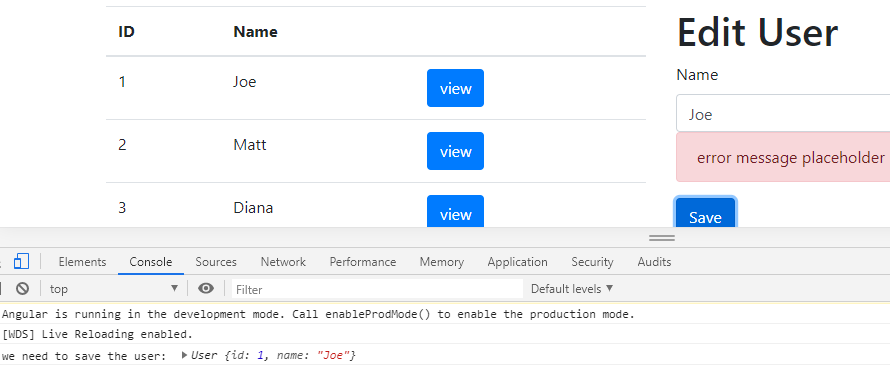 ID Name
1 Joe view
2 Matt view
3 Diana view
Edit User
Name
Joe
error message placeholder
Save
Elements Console Sources Network Performance Memory Application Security Audits
top Filter Default levels
Angular is running in the development mode. Call enableProdMode() to enable the production mode.
[WDS] Live Reloading enabled.
we need to save the user: User {id: 1, name: "Joe"}